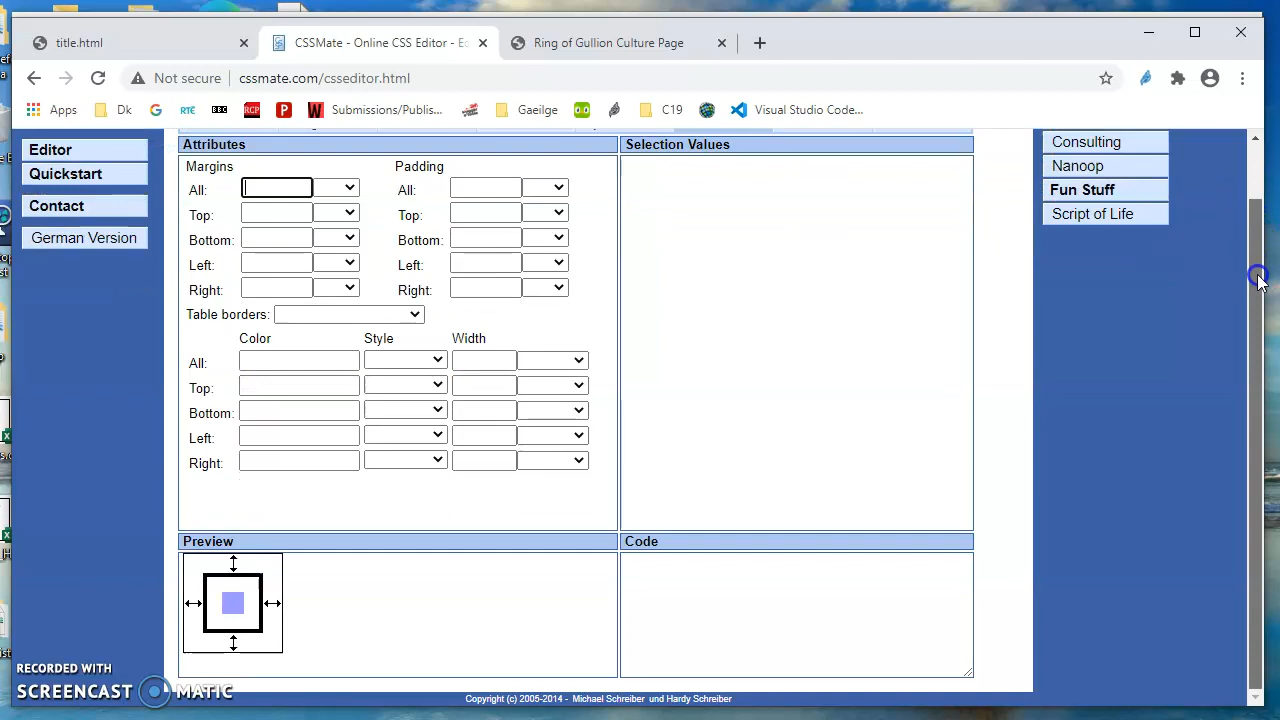 title.html
CSSMate - Online CSS Editor - Ec
Ring of Gullion Culture Page
Not secure
cssmate.com/csseditor.html
Apps
Dk
RTÉ
BBC
RCP
Submissions/Publis...
Gaeilge
C19
Visual Studio Code...
Editor
Quickstart
Contact
German Version
Attributes
Selection Values
Margins
Padding
All:
All:
Top:
Top:
Bottom:
Bottom:
Left:
Left:
Right:
Right:
Table borders:
Color
Style
Width
All:
Top:
Bottom:
Left:
Right:
Preview
Code
Consulting
Nanoop
Fun Stuff
Script of Life
Copyright (c) 2005-2014 - Michael Schreiber und Hardy Schreiber
RECORDED WITH
SCREENCAST MATIC